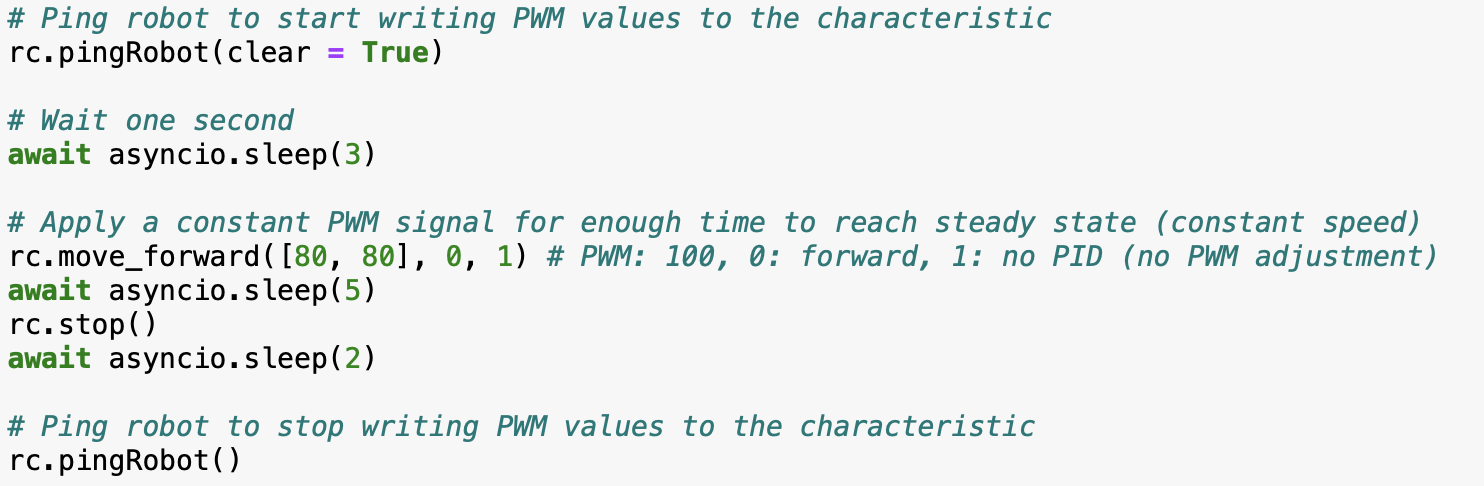 # Ping robot to start writing PWM values to the characteristic
rc.pingRobot(clear = True)
# Wait one second
await asyncio.sleep(3)
# Apply a constant PWM signal for enough time to reach steady state (constant speed)
rc.move_forward([80, 80], 0, 1) # PWM: 100, 0: forward, 1: no PID (no PWM adjustment)
await asyncio.sleep(5)
rc.stop()
await asyncio.sleep(2)
# Ping robot to stop writing PWM values to the characteristic
rc.pingRobot()